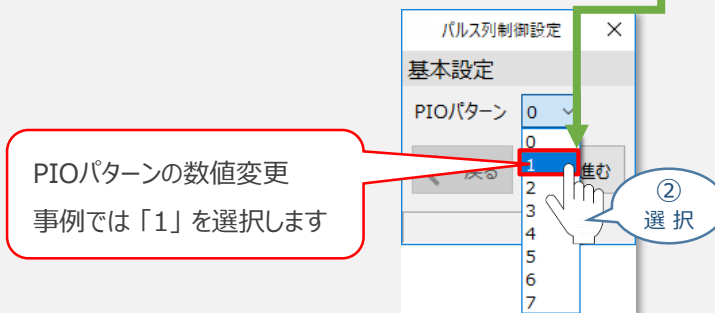 パルス列制御設定
基本設定
PIOパターン 0
0
1
2
3
4
5
6
7
戻る
進む
PIOパターンの数値変更
事例では「1」を選択します
②
選 択